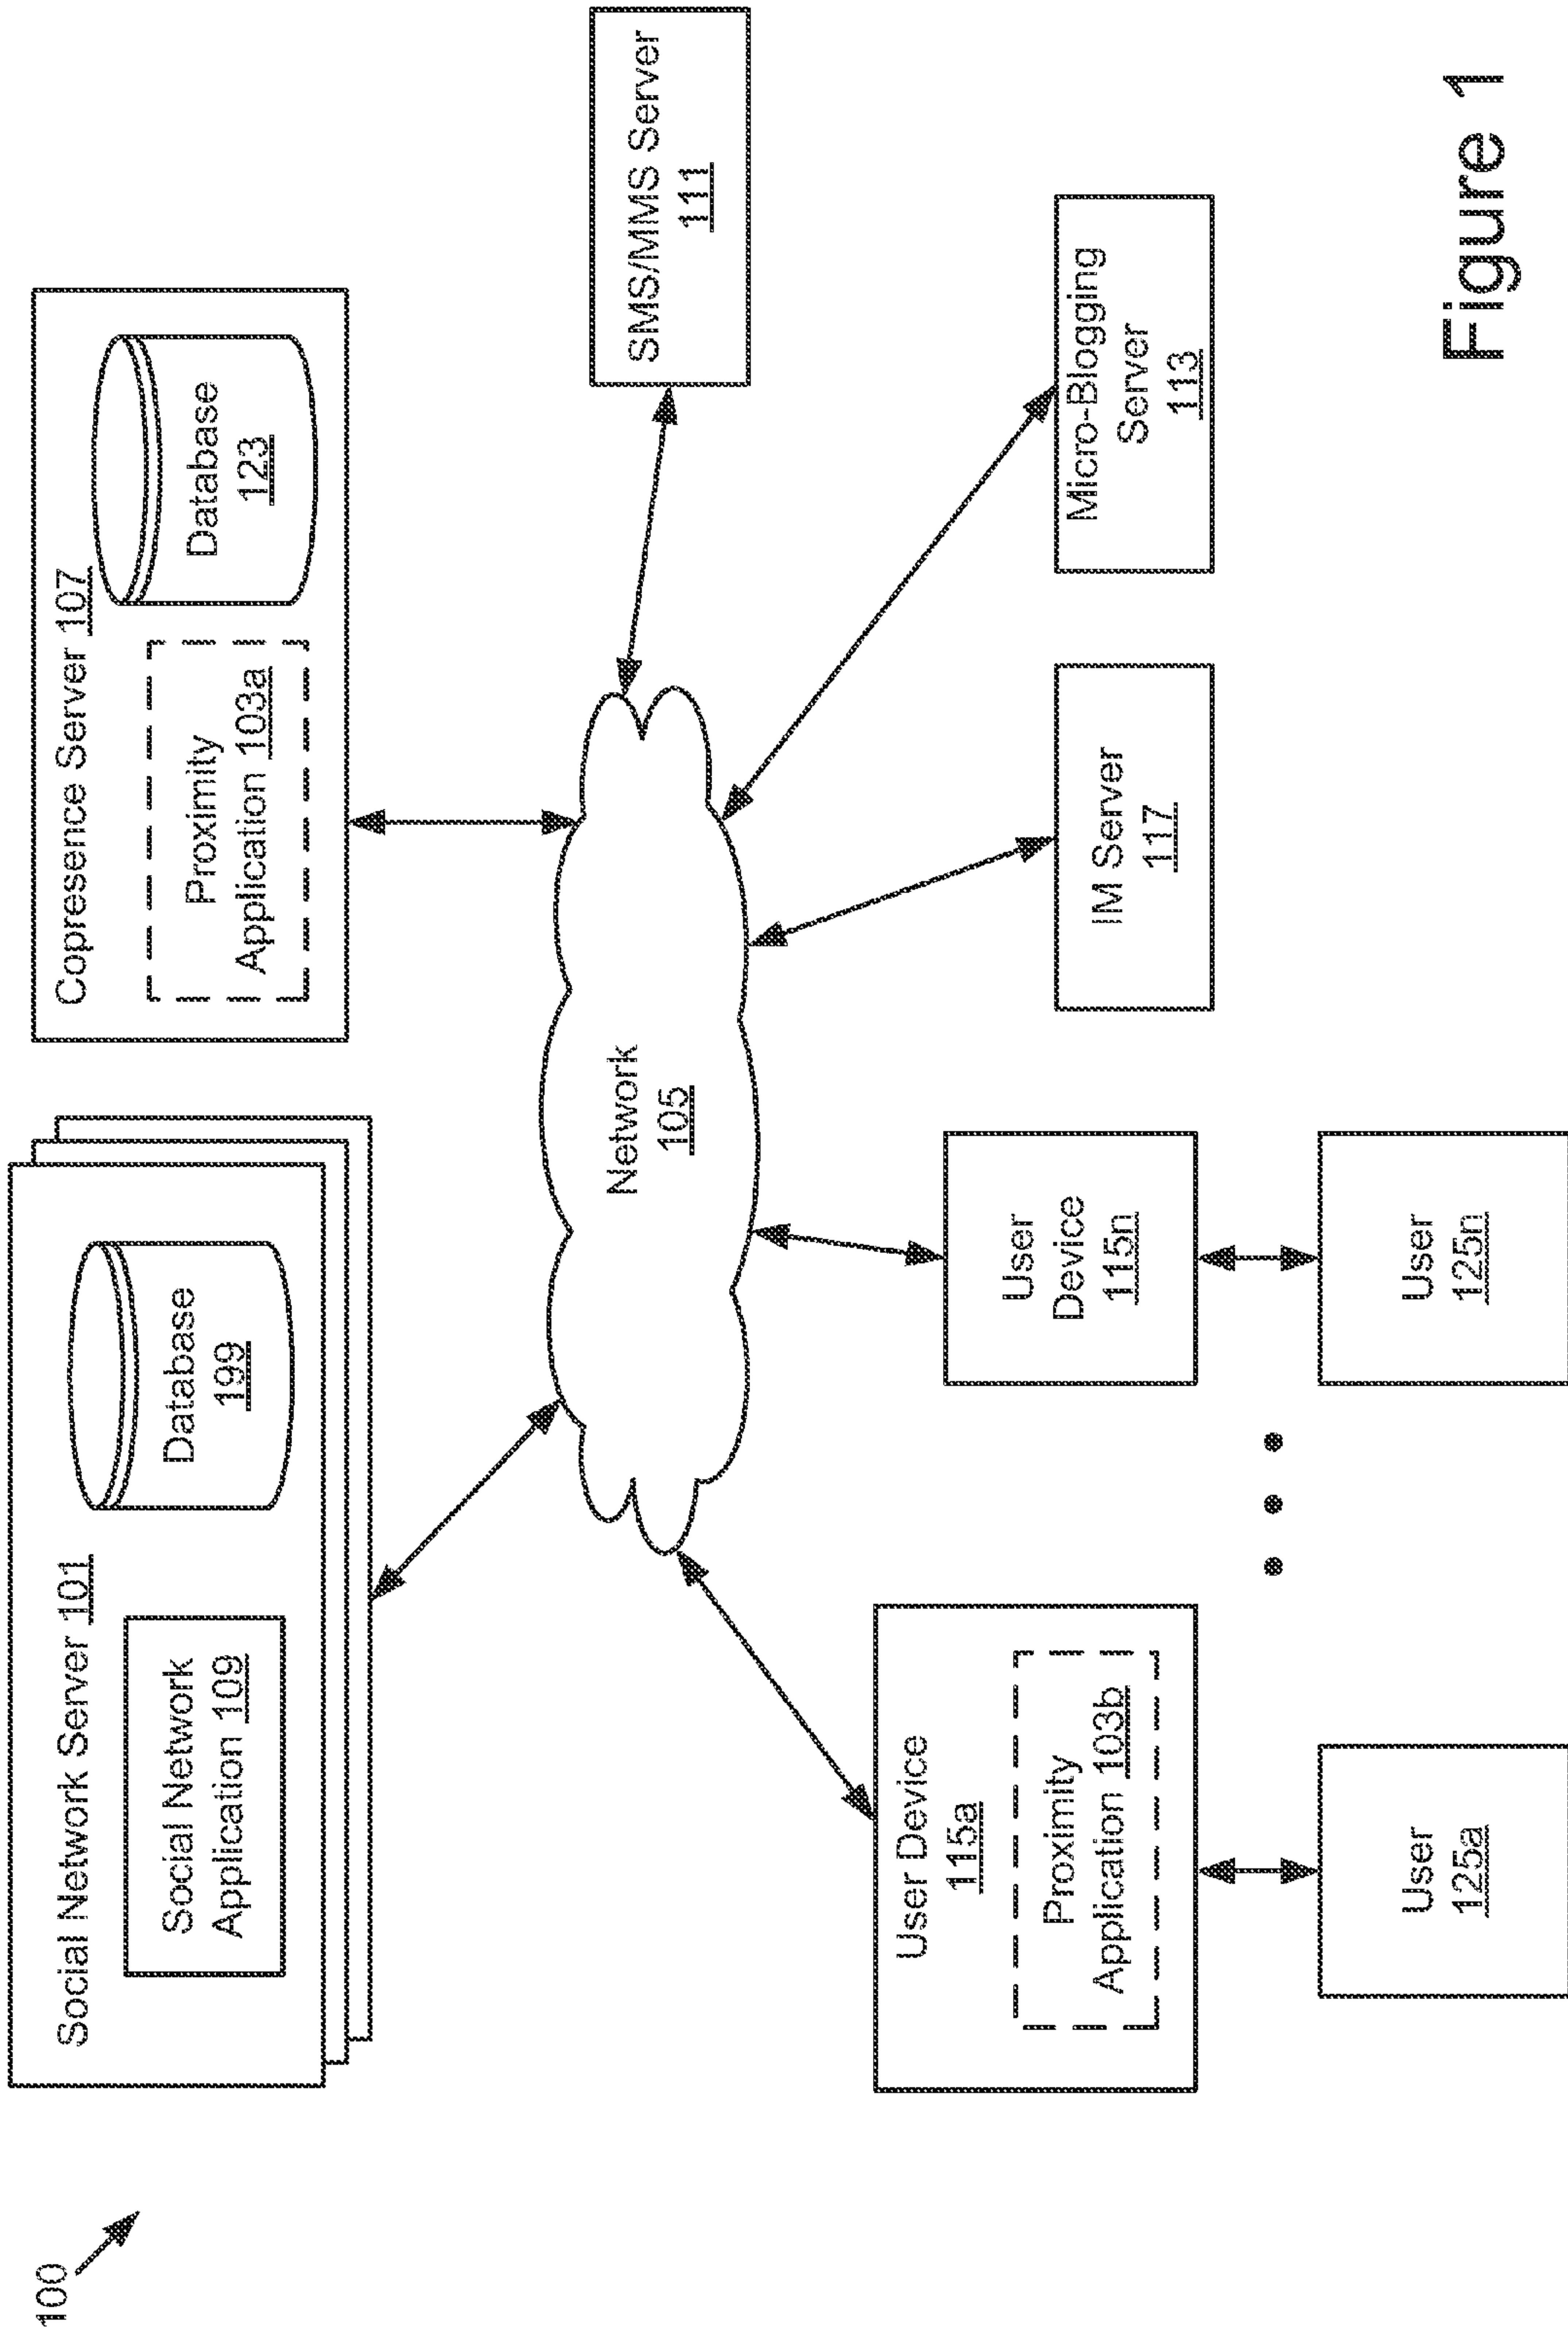 100
Social Network Server 101
Social Network
Application 109
Database
199
Copresence Server 107
Proximity
Application 103a
Database
123
Network
105
SMS/MMS Server
111
User Device
115a
Proximity
Application 103b
User
Device
115n
IM Server
117
Micro-Blogging
Server
113
User
125a
User
125n
Figure 1